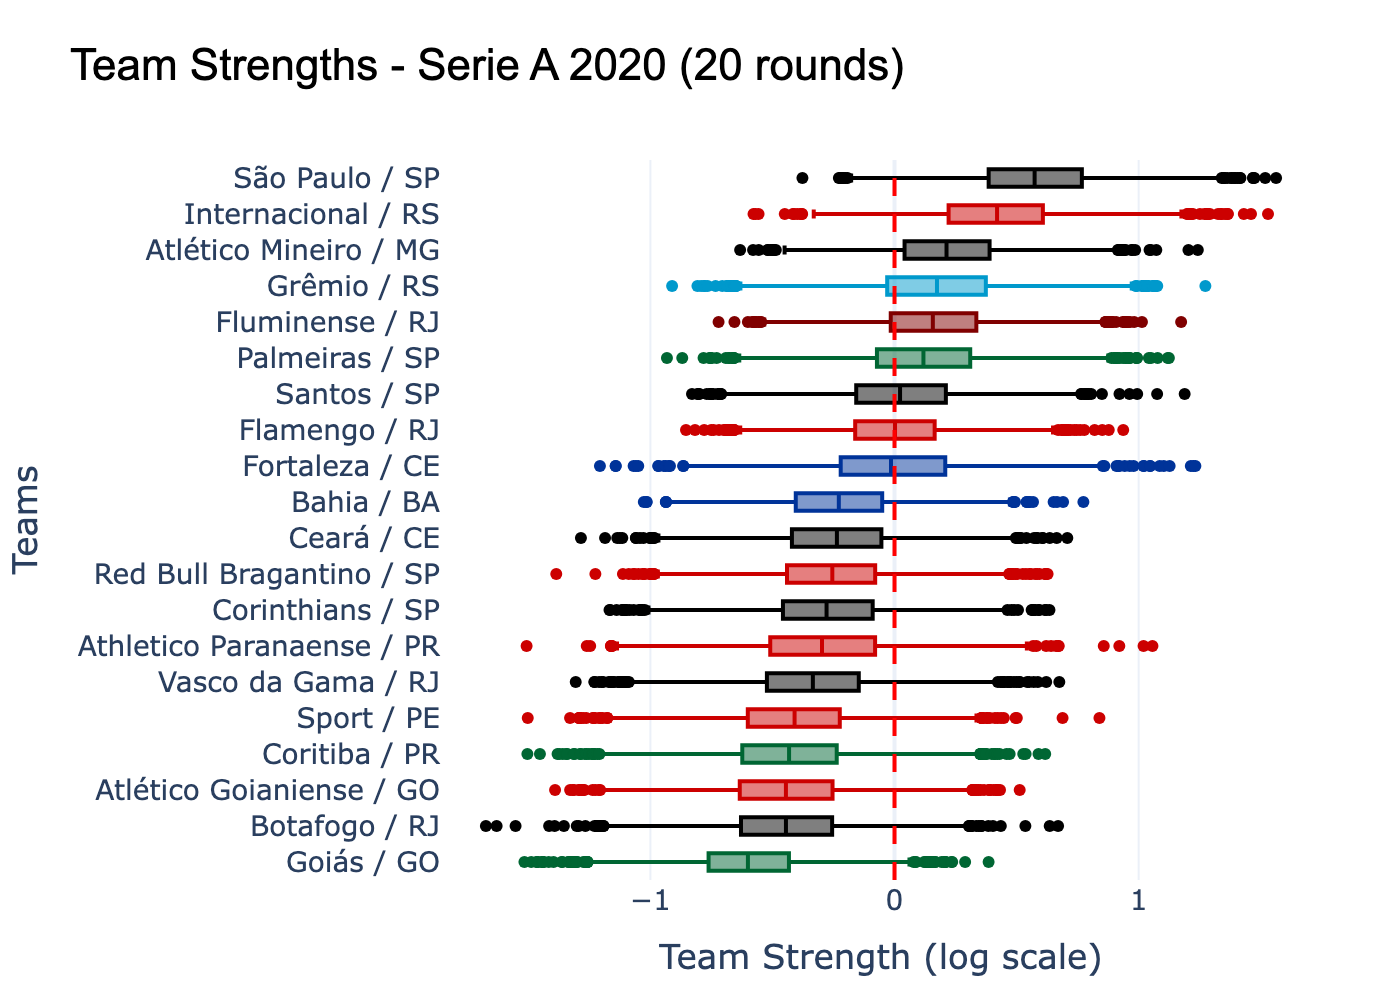 Team Strengths - Serie A 2020 (20 rounds)
São Paulo / SP
Internacional / RS
Atlético Mineiro / MG
Grêmio / RS
Fluminense / RJ
Palmeiras / SP
Santos / SP
Flamengo / RJ
Fortaleza / CE
Bahia / BA
Ceará / CE
Red Bull Bragantino / SP
Corinthians / SP
Athletico Paranaense / PR
Vasco da Gama / RJ
Sport / PE
Coritiba / PR
Atlético Goianiense / GO
Botafogo / RJ
Goiás / GO
Teams
−1 0 1
Team Strength (log scale)